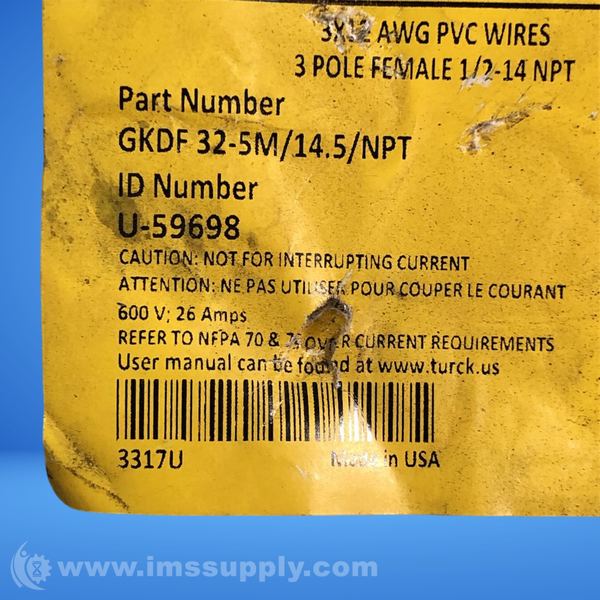 3X12 AWG PVC WIRES
3 POLE FEMALE 1/2-14 NPT
Part Number
GKDF 32-5M/14.5/NPT
ID Number
U-59698
CAUTION: NOT FOR INTERRUPTING CURRENT
ATTENTION: NE PAS UTILISER POUR COUPER LE COURANT
600 V; 26 Amps
REFER TO NFPA 70 & OVER CURRENT REQUIREMENTS
User manual can be found at www.turck.us
3317U Made in USA
www.imssupply.com